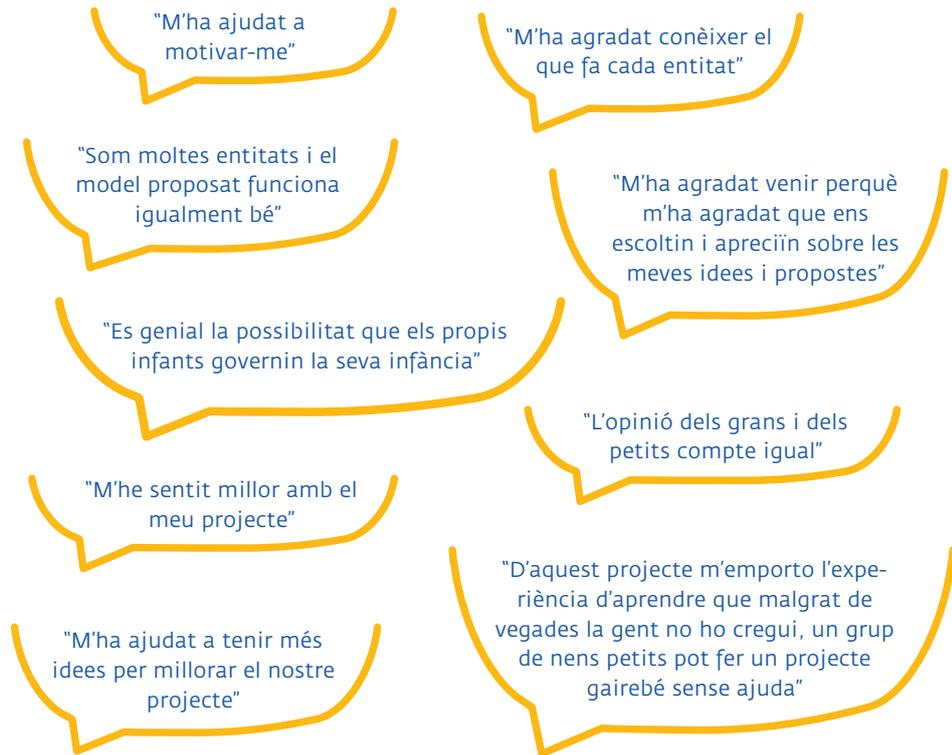 “M’ha ajudat a
motivar-me”
“M’ha agradat conèixer el
que fa cada entitat”
“Som moltes entitats i el
model proposat funciona
igualment bé”
“M’ha agradat venir perquè
m’ha agradat que ens
escoltin i apreciïn sobre les
meves idees i propostes”
“Es genial la possibilitat que els propis
infants governin la seva infància”
“L’opinió dels grans i dels
petits compte igual”
“M’he sentit millor amb el
meu projecte”
“D’aquest projecte m’emporto l’expe-
riència d’aprendre que malgrat de
vegades la gent no ho cregui, un grup
de nens petits pot fer un projecte
gairebé sense ajuda”
“M’ha ajudat a tenir més
idees per millorar el nostre
projecte”